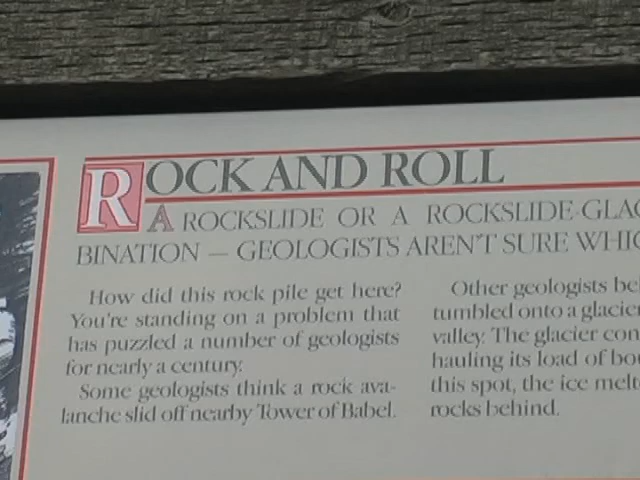 ROCK AND ROLL
A ROCKSLIDE OR A ROCKSLIDE-GLAC
BINATION — GEOLOGISTS AREN'T SURE WHIC
How did this rock pile get here?
You're standing on a problem that
has puzzled a number of geologists
for nearly a century.
Some geologists think a rock ava-
lanche slid off nearby Tower of Babel.
Other geologists be
tumbled onto a glacier
valley. The glacier con
hauling its load of bou
this spot, the ice melt
rocks behind.